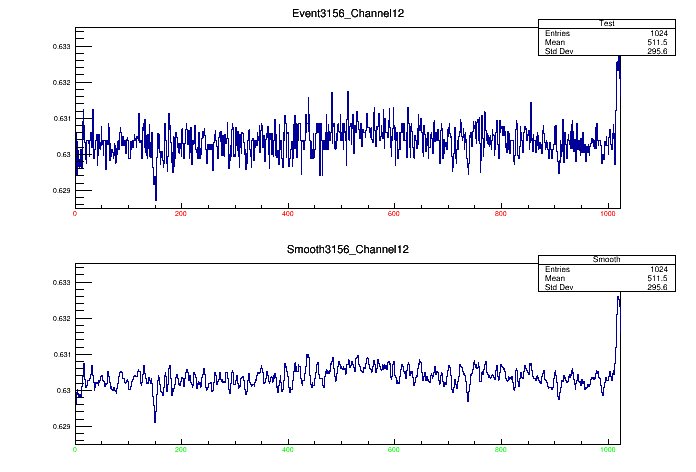 Event3156_Channel12
Test
Entries 1024
Mean 511.5
Std Dev 295.6
0.633
0.632
0.631
0.63
0.629
0 200 400 600 800 1000
Smooth3156_Channel12
Smooth
Entries 1024
Mean 511.5
Std Dev 295.6
0.633
0.632
0.631
0.63
0.629
0 200 400 600 800 1000